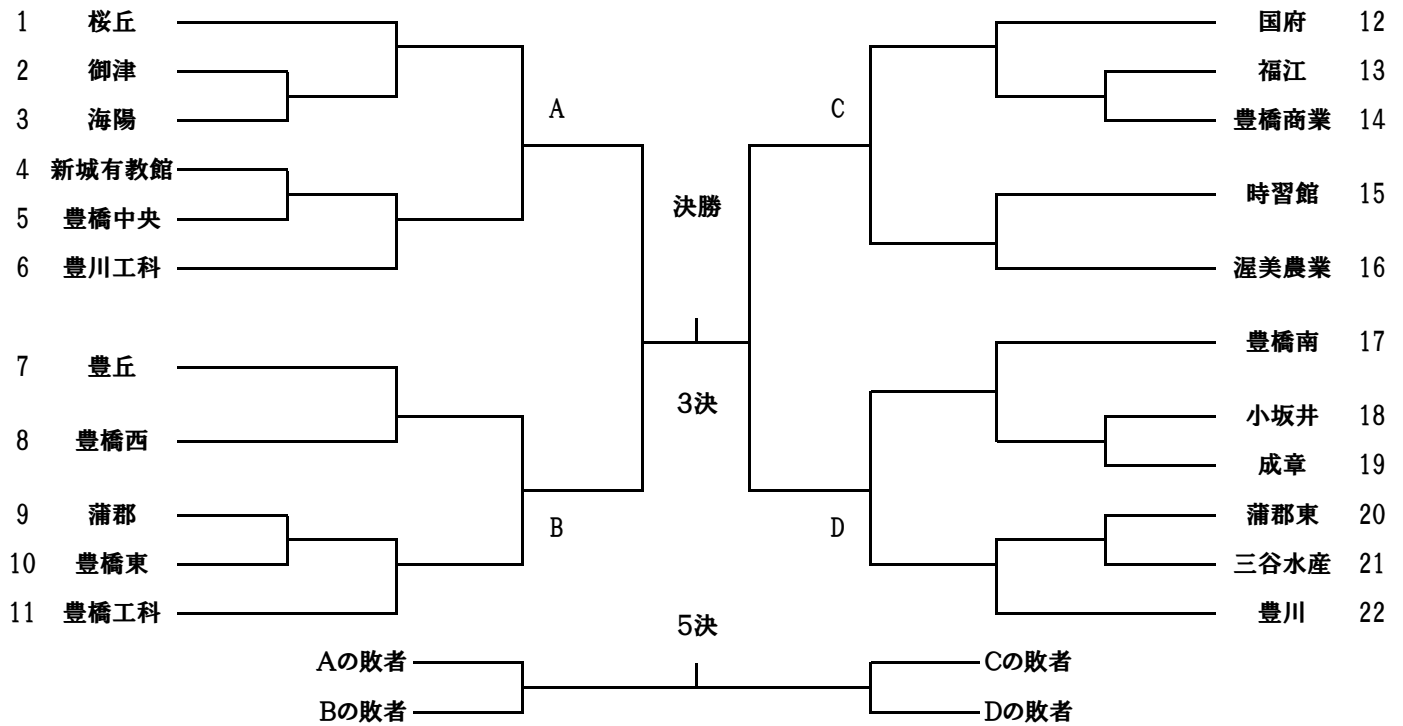 1 桜丘
2 御津
3 海陽
4 新城有教館
5 豊橋中央
6 豊川工科
7 豊丘
8 豊橋西
9 蒲郡
10 豊橋東
11 豊橋工科
A
B
決勝
3決
C
D
国府 12
福江 13
豊橋商業 14
時習館 15
渥美農業 16
豊橋南 17
小坂井 18
成章 19
蒲郡東 20
三谷水産 21
豊川 22
5決
Aの敗者
Bの敗者
Cの敗者
Dの敗者